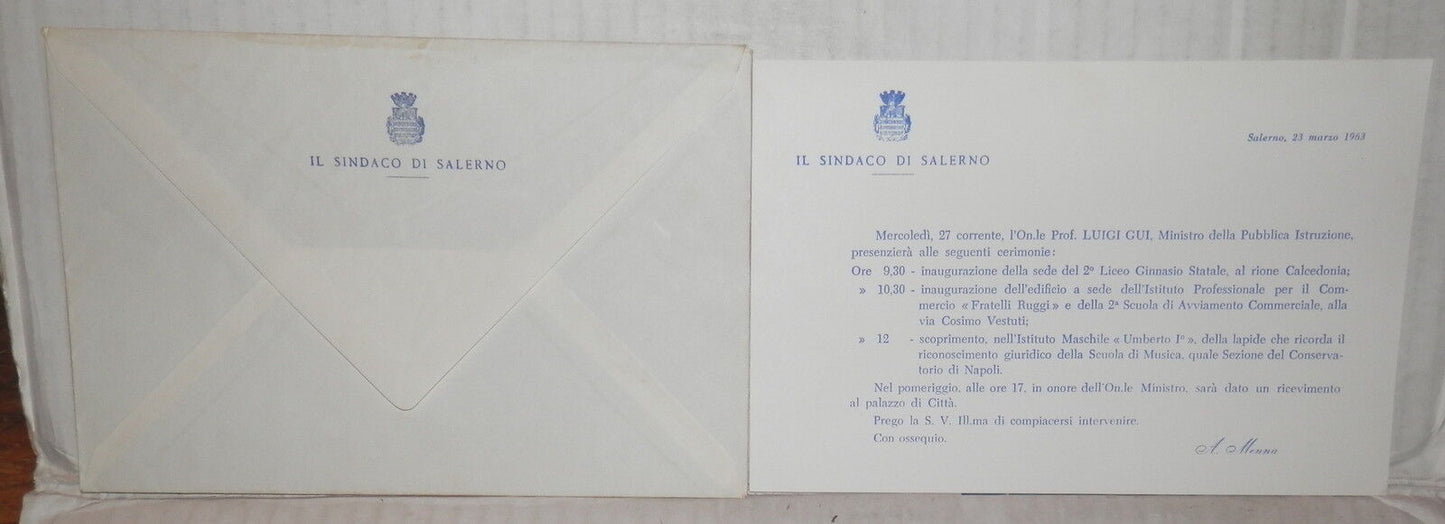 IL SINDACO DI SALERNO
IL SINDACO DI SALERNO
Salerno, 23 marzo 1963
Mercoledì, 27 corrente, l'On.le Prof. LUIGI GUI, Ministro della Pubblica Istruzione,
presenzierà alle seguenti cerimonie:
Ore 9,30 - inaugurazione della sede del 2º Liceo Ginnasio Statale, al rione Calcedonia;
» 10,30 - inaugurazione dell'edificio a sede dell'Istituto Professionale per il Com-
mercio « Fratelli Ruggi » e della 2ª Scuola di Avviamento Commerciale, alla
via Cosimo Vestuti;
» 12 - scoprimento, nell'Istituto Maschile « Umberto Iº », della lapide che ricorda il
riconoscimento giuridico della Scuola di Musica, quale Sezione del Conserva-
torio di Napoli.
Nel pomeriggio, alle ore 17, in onore dell'On.le Ministro, sarà dato un ricevimento
al palazzo di Città.
Prego la S. V. Ill.ma di compiacersi intervenire.
Con ossequio.
A. Menna